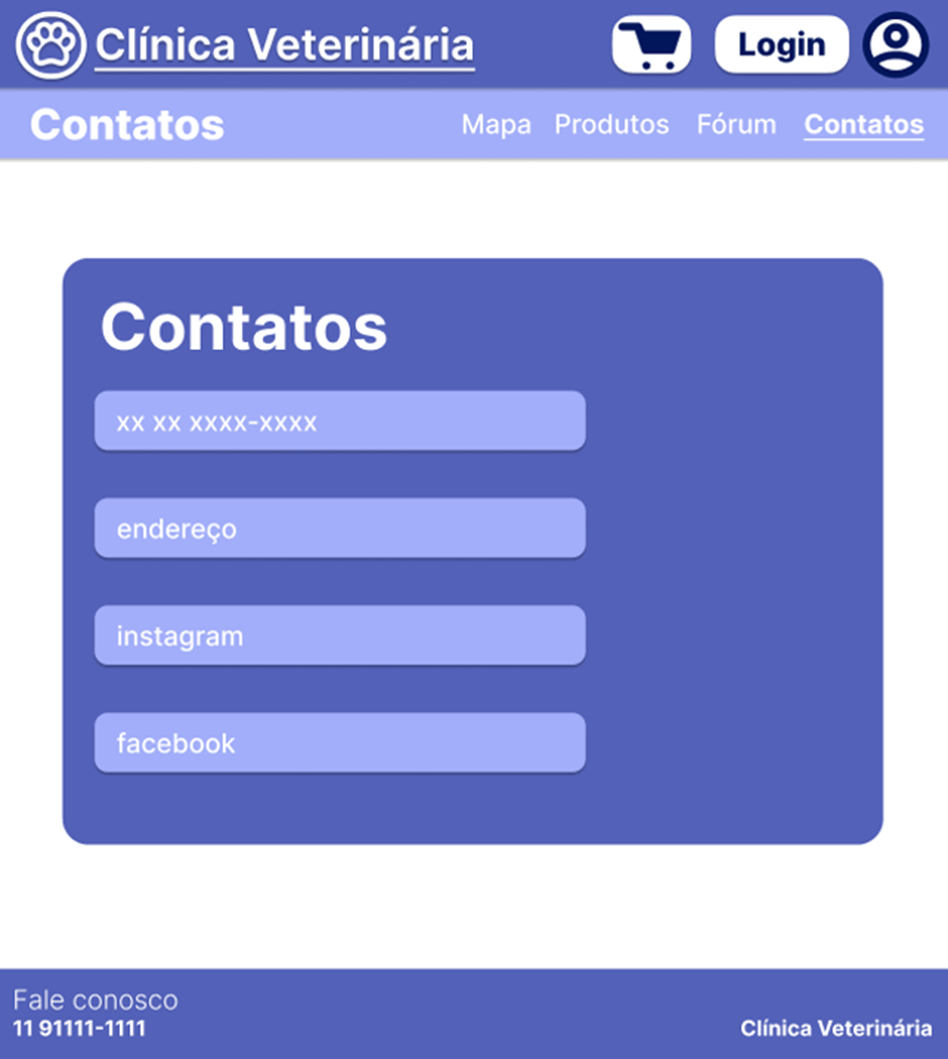 Clínica Veterinária Login
Contatos Mapa Produtos Fórum Contatos
Contatos
xx xx xxxx-xxxx
endereço
instagram
facebook
Fale conosco
11 91111-1111 Clínica Veterinária